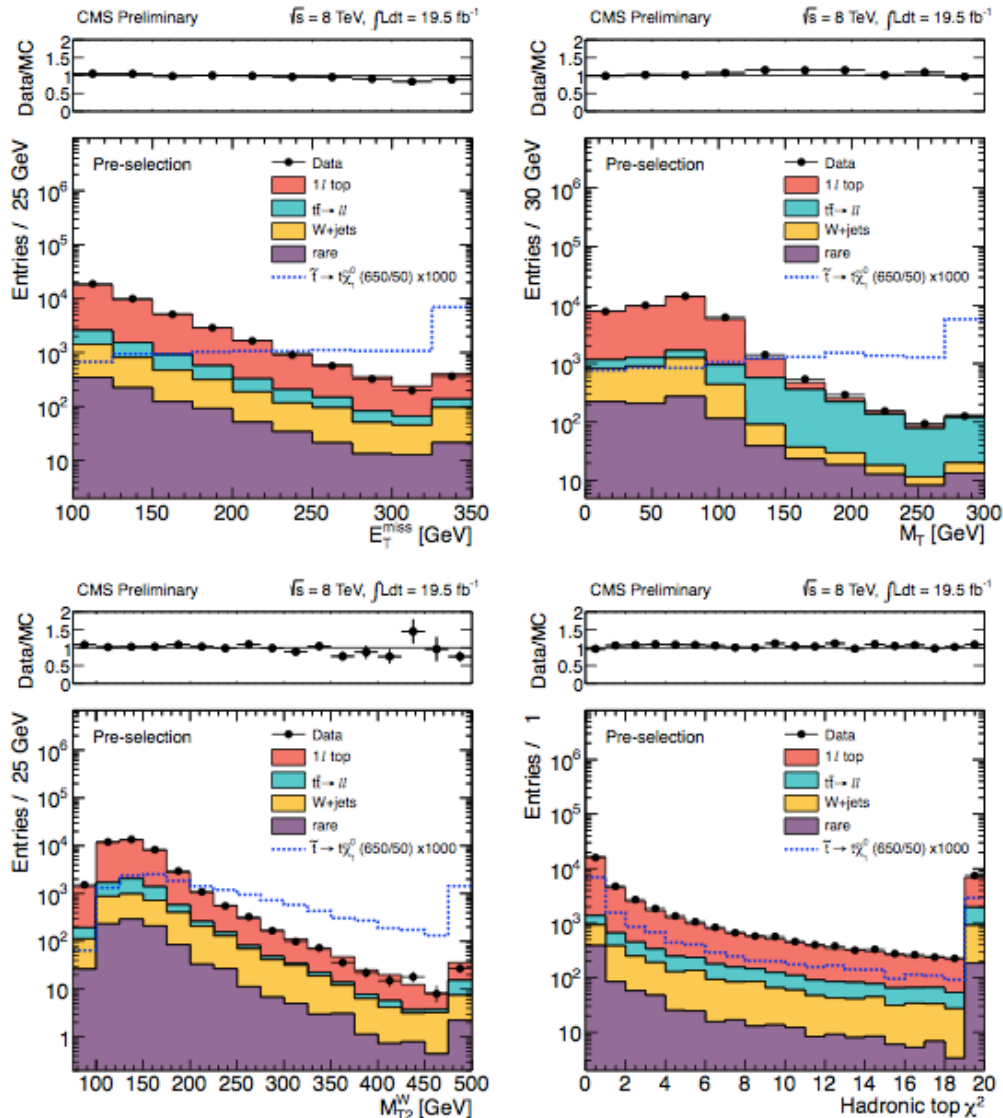 CMS Preliminary √s = 8 TeV, ∫Ldt = 19.5 fb⁻¹
Data/MC
2
1.5
1
0.5
0
Entries / 25 GeV
Pre-selection
Data
1l top
tt̄→ ll
W+jets
rare
t̃ → tχ̃₁⁰ (650/50) x1000
10⁶
10⁵
10⁴
10³
10²
10
100 150 200 250 300 350
E_T^miss [GeV]
CMS Preliminary √s = 8 TeV, ∫Ldt = 19.5 fb⁻¹
Data/MC
2
1.5
1
0.5
0
Entries / 30 GeV
Pre-selection
Data
1l top
tt̄→ ll
W+jets
rare
t̃ → tχ̃₁⁰ (650/50) x1000
10⁶
10⁵
10⁴
10³
10²
10
0 50 100 150 200 250 300
M_T [GeV]
CMS Preliminary √s = 8 TeV, ∫Ldt = 19.5 fb⁻¹
Data/MC
2
1.5
1
0.5
0
Entries / 25 GeV
Pre-selection
Data
1l top
tt̄→ ll
W+jets
rare
t̃ → tχ̃₁⁰ (650/50) x1000
10⁶
10⁵
10⁴
10³
10²
10
1
100 150 200 250 300 350 400 450 500
M_T2^W [GeV]
CMS Preliminary √s = 8 TeV, ∫Ldt = 19.5 fb⁻¹
Data/MC
2
1.5
1
0.5
0
Entries / 1
Pre-selection
Data
1l top
tt̄→ ll
W+jets
rare
t̃ → tχ̃₁⁰ (650/50) x1000
10⁶
10⁵
10⁴
10³
10²
10
0 2 4 6 8 10 12 14 16 18 20
Hadronic top χ²